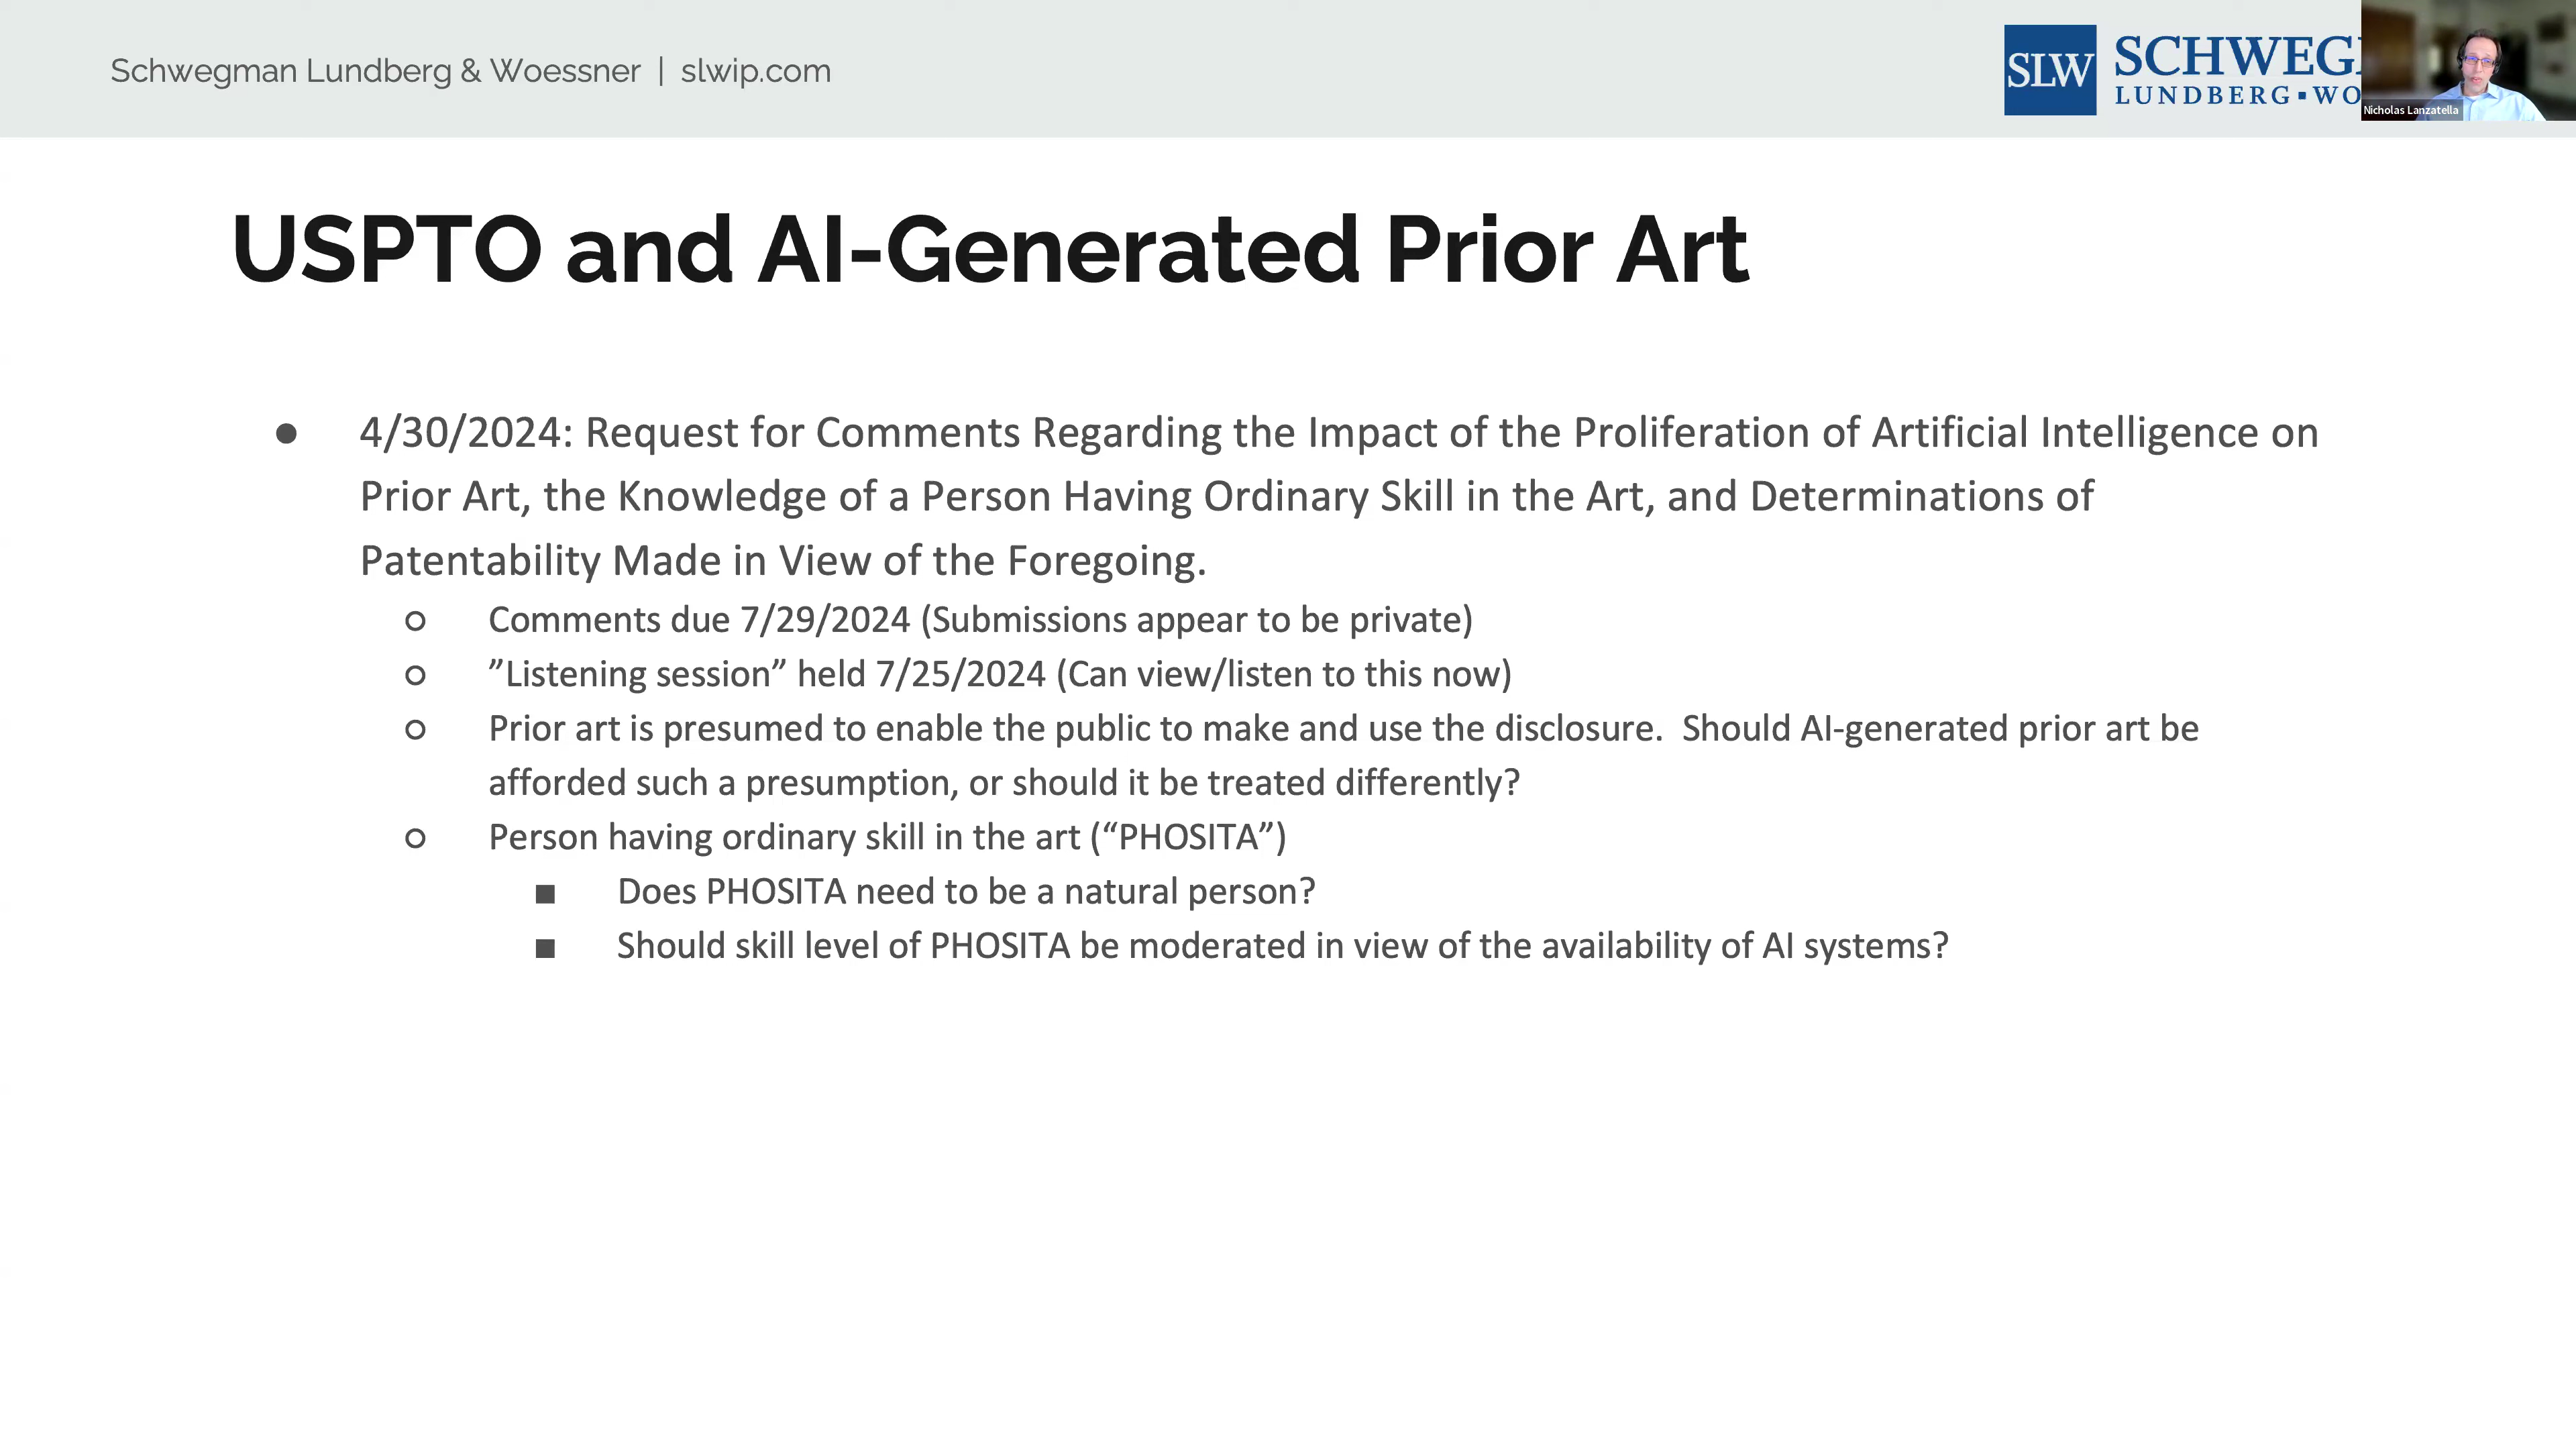 Schwegman Lundberg & Woessner | slwip.com
SLW
SCHWEG
LUNDBERG▪WO
Nicholas Lanzatella
USPTO and AI-Generated Prior Art
● 4/30/2024: Request for Comments Regarding the Impact of the Proliferation of Artificial Intelligence on
Prior Art, the Knowledge of a Person Having Ordinary Skill in the Art, and Determinations of
Patentability Made in View of the Foregoing.
○ Comments due 7/29/2024 (Submissions appear to be private)
○ ”Listening session” held 7/25/2024 (Can view/listen to this now)
○ Prior art is presumed to enable the public to make and use the disclosure.  Should AI-generated prior art be
afforded such a presumption, or should it be treated differently?
○ Person having ordinary skill in the art (“PHOSITA”)
■ Does PHOSITA need to be a natural person?
■ Should skill level of PHOSITA be moderated in view of the availability of AI systems?